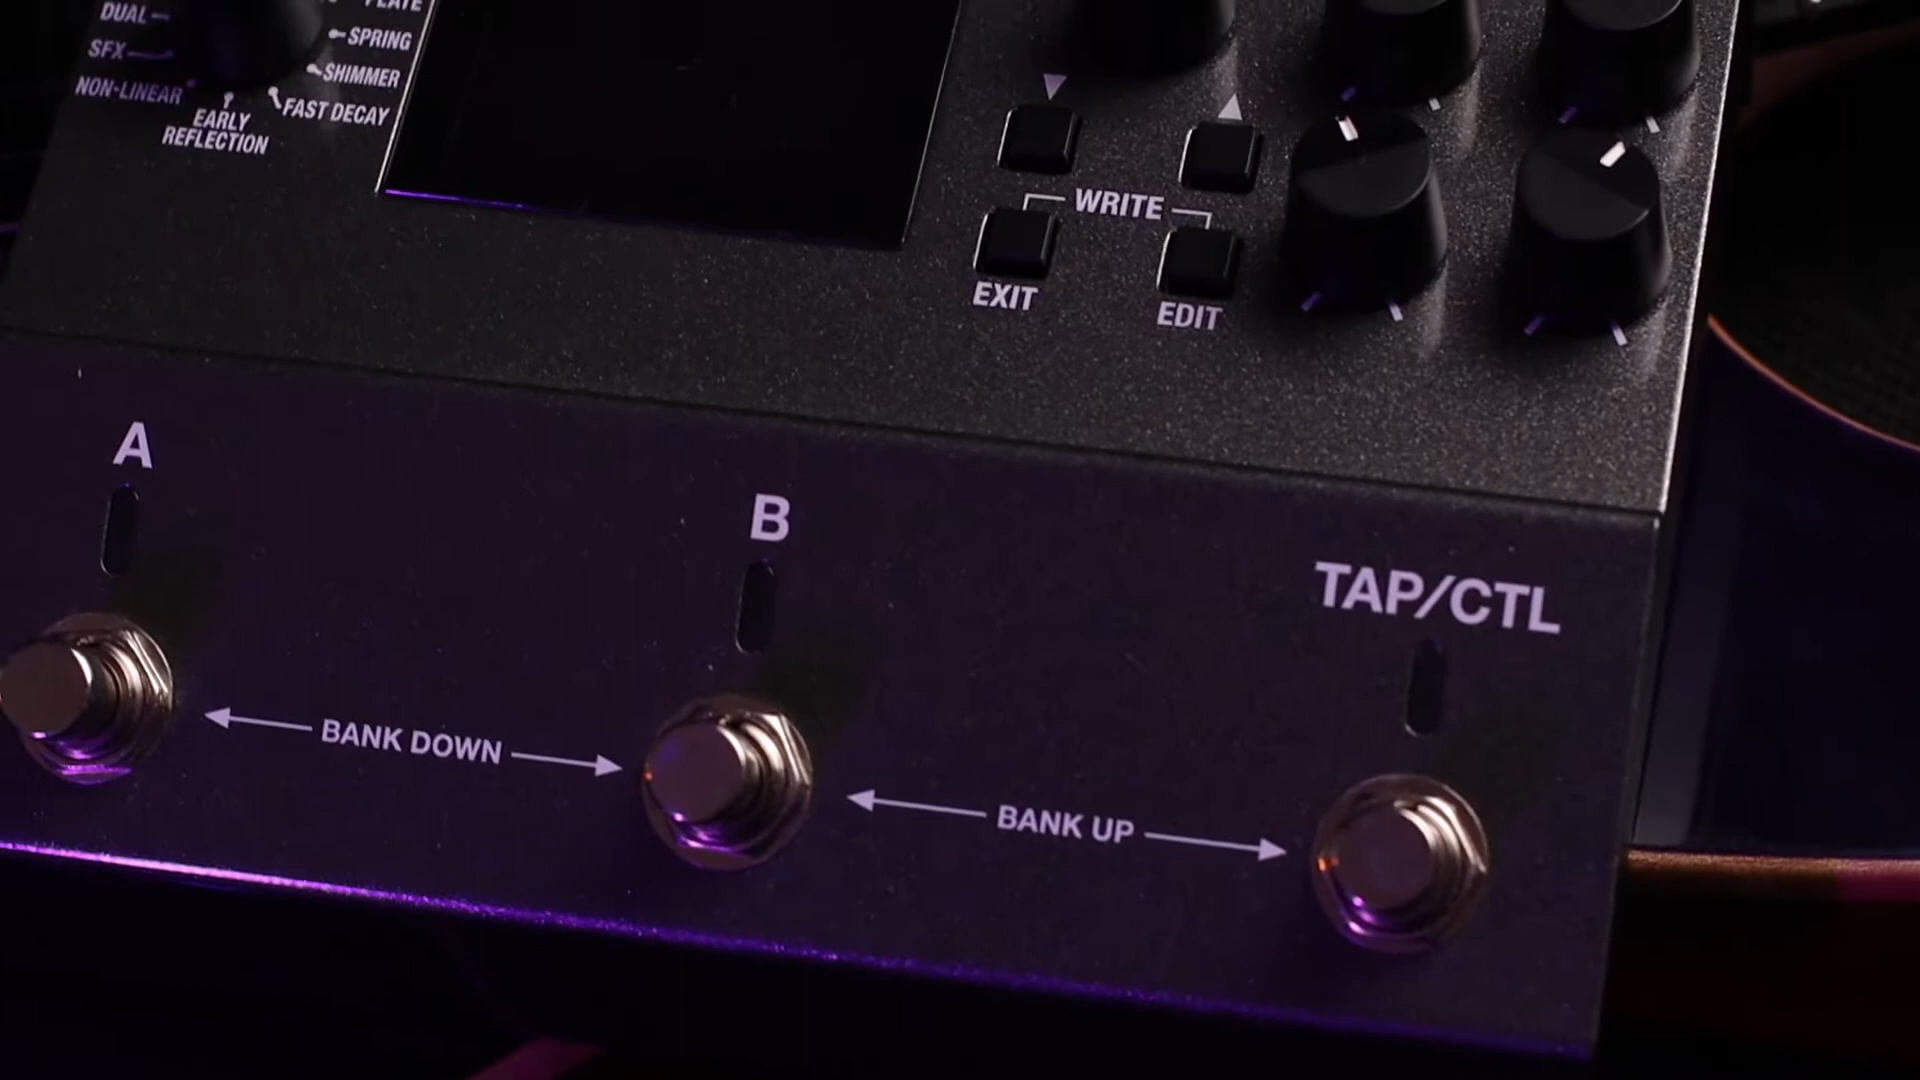 DUAL
PLATE
SPRING
SFX
SHIMMER
NON-LINEAR
FAST DECAY
EARLY
REFLECTION
WRITE
EXIT
EDIT
A
B
TAP/CTL
BANK DOWN
BANK UP